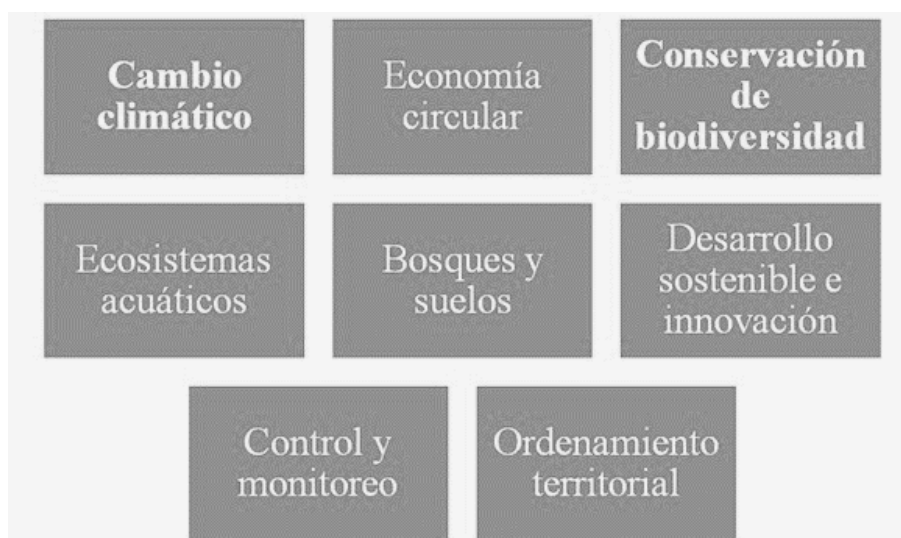 Cambio
climático
Economía
circular
Conservación
de
biodiversidad
Ecosistemas
acuáticos
Bosques y
suelos
Desarrollo
sostenible e
innovación
Control y
monitoreo
Ordenamiento
territorial